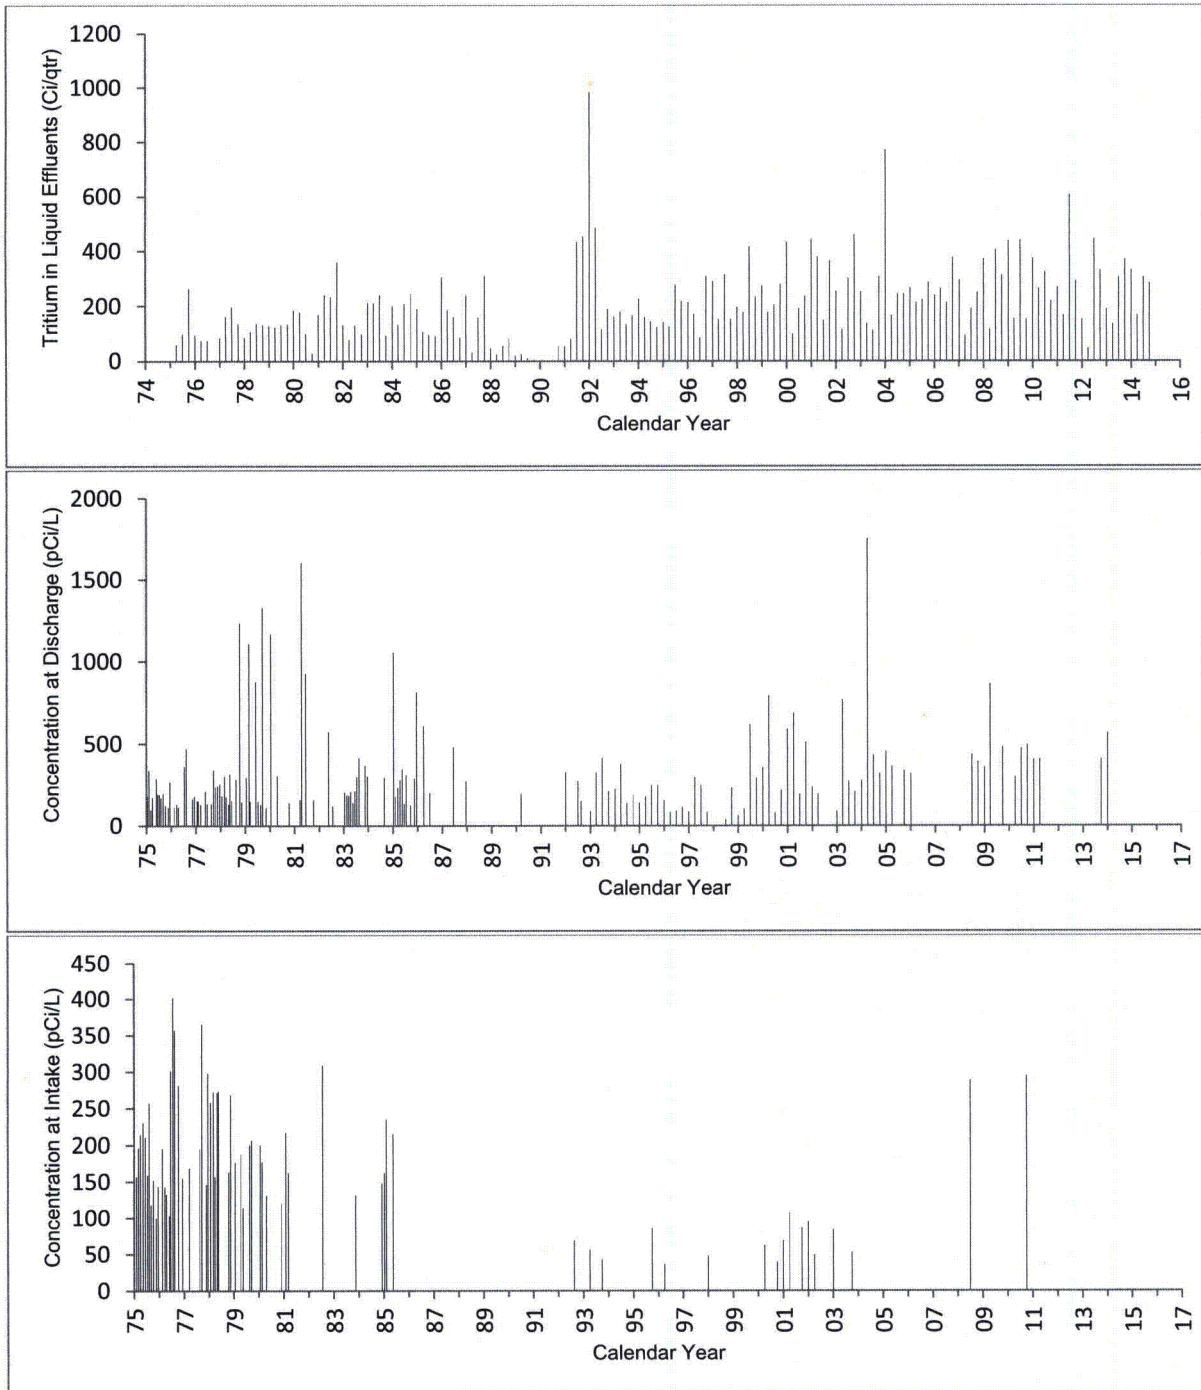 Tritium in Liquid Effluents (Ci/qtr)
1200
1000
800
600
400
200
0
74 76 78 80 82 84 86 88 90 92 94 96 98 00 02 04 06 08 10 12 14 16
Calendar Year
Concentration at Discharge (pCi/L)
2000
1500
1000
500
0
75 77 79 81 83 85 87 89 91 93 95 97 99 01 03 05 07 09 11 13 15 17
Calendar Year
Concentration at Intake (pCi/L)
450
400
350
300
250
200
150
100
50
0
75 77 79 81 83 85 87 89 91 93 95 97 99 01 03 05 07 09 11 13 15 17
Calendar Year